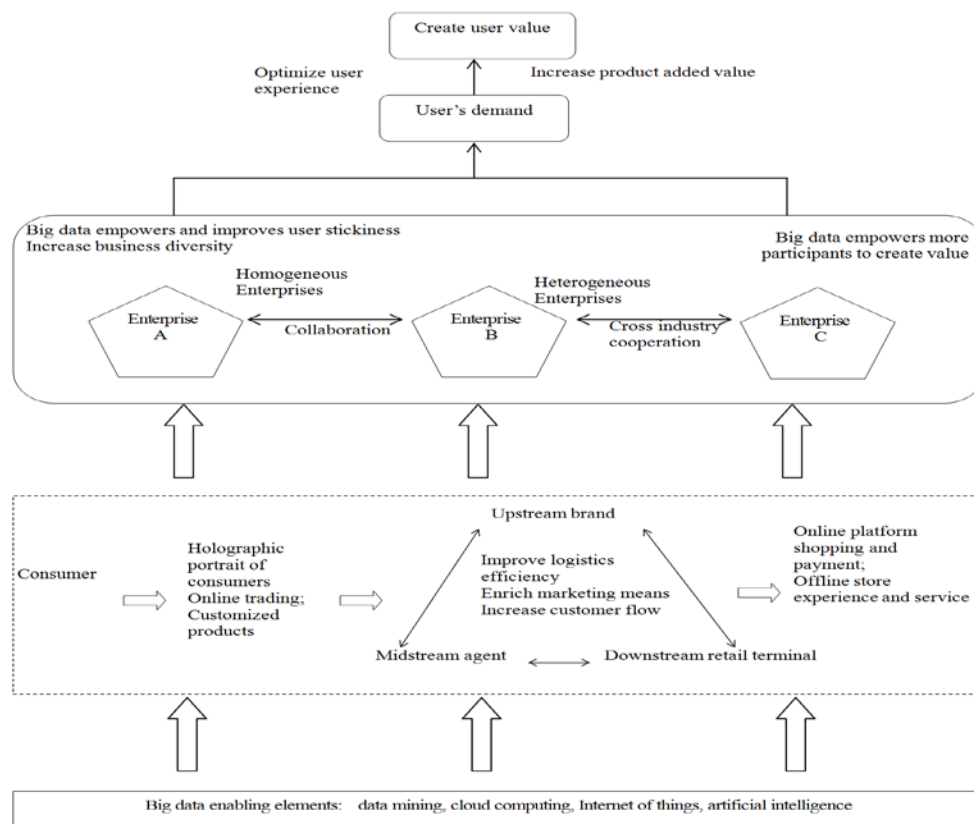 Create user value
Optimize user
experience
Increase product added value
User's demand
Big data empowers and improves user stickiness
Increase business diversity
Big data empowers more
participants to create value
Homogeneous
Enterprises
Heterogeneous
Enterprises
Enterprise
A
Collaboration
Enterprise
B
Cross industry
cooperation
Enterprise
C
Upstream brand
Consumer
Holographic
portrait of
consumers
Online trading;
Customized
products
Improve logistics
efficiency
Enrich marketing means
Increase customer flow
Online platform
shopping and
payment;
Offline store
experience and service
Midstream agent
Downstream retail terminal
Big data enabling elements: data mining, cloud computing, Internet of things, artificial intelligence